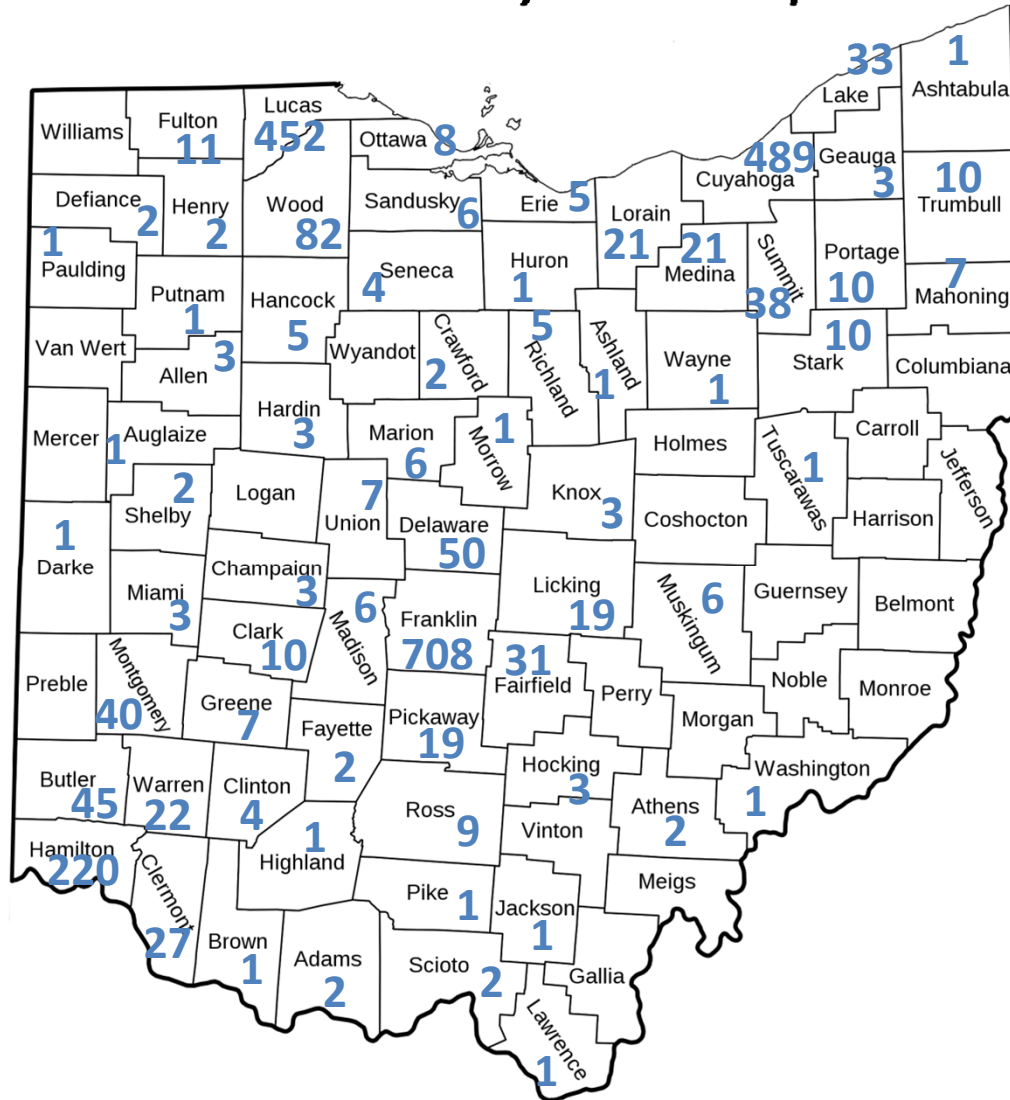 33
1
Lake
Ashtabula
Lucas
452
Williams
Fulton
11
Ottawa
8
489
Cuyahoga
Geauga
3
10
Trumbull
Defiance
2
Henry
2
Wood
82
Sandusky
6
Erie
5
Lorain
21
21
Medina
Summit
38
Portage
10
7
Mahoning
1
Paulding
Seneca
4
Huron
1
Putnam
1
Hancock
5
Van Wert
Allen
3
Wyandot
Crawford
2
5
Richland
Ashland
1
Wayne
1
10
Stark
Columbiana
Mercer
1
Auglaize
Hardin
3
Marion
6
1
Morrow
Holmes
Tuscarawas
1
Carroll
Jefferson
2
Shelby
Logan
7
Union
Delaware
50
Knox
3
Coshocton
Harrison
1
Darke
Miami
3
Champaign
3
Clark
10
6
Madison
Franklin
708
Licking
19
Muskingum
6
Guernsey
Belmont
Preble
Montgomery
40
Greene
7
Fayette
2
Pickaway
19
31
Fairfield
Perry
Morgan
Noble
Monroe
Butler
45
Warren
22
Clinton
4
Ross
9
Hocking
3
Vinton
Athens
2
Washington
1
Hamilton
220
Clermont
27
1
Highland
Pike
1
Jackson
1
Meigs
Brown
1
Adams
2
Scioto
2
Gallia
Lawrence
1